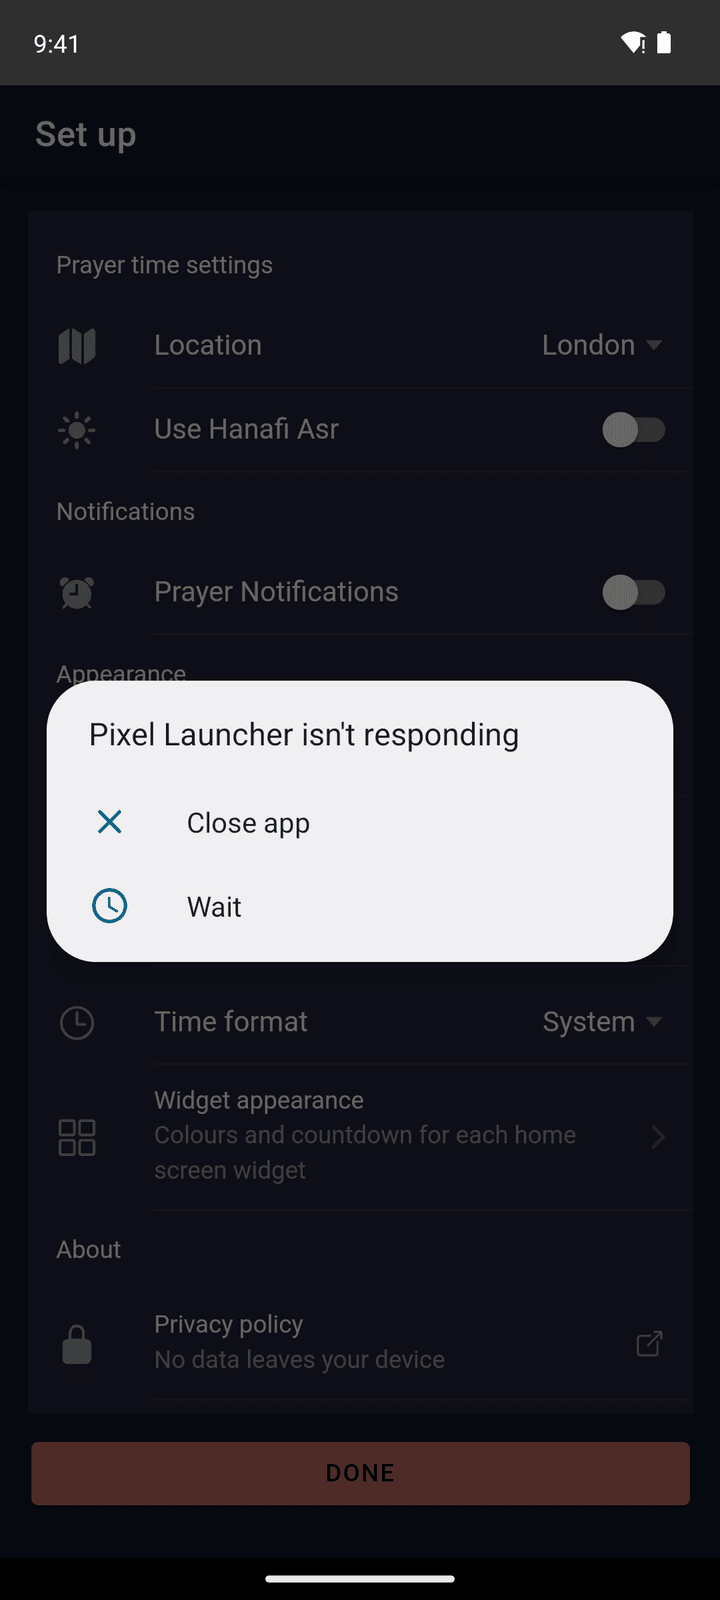 9:41
Set up
Prayer time settings
Location
London
Use Hanafi Asr
Notifications
Prayer Notifications
Appearance
Pixel Launcher isn't responding
Close app
Wait
Time format
System
Widget appearance
Colours and countdown for each home
screen widget
About
Privacy policy
No data leaves your device
DONE